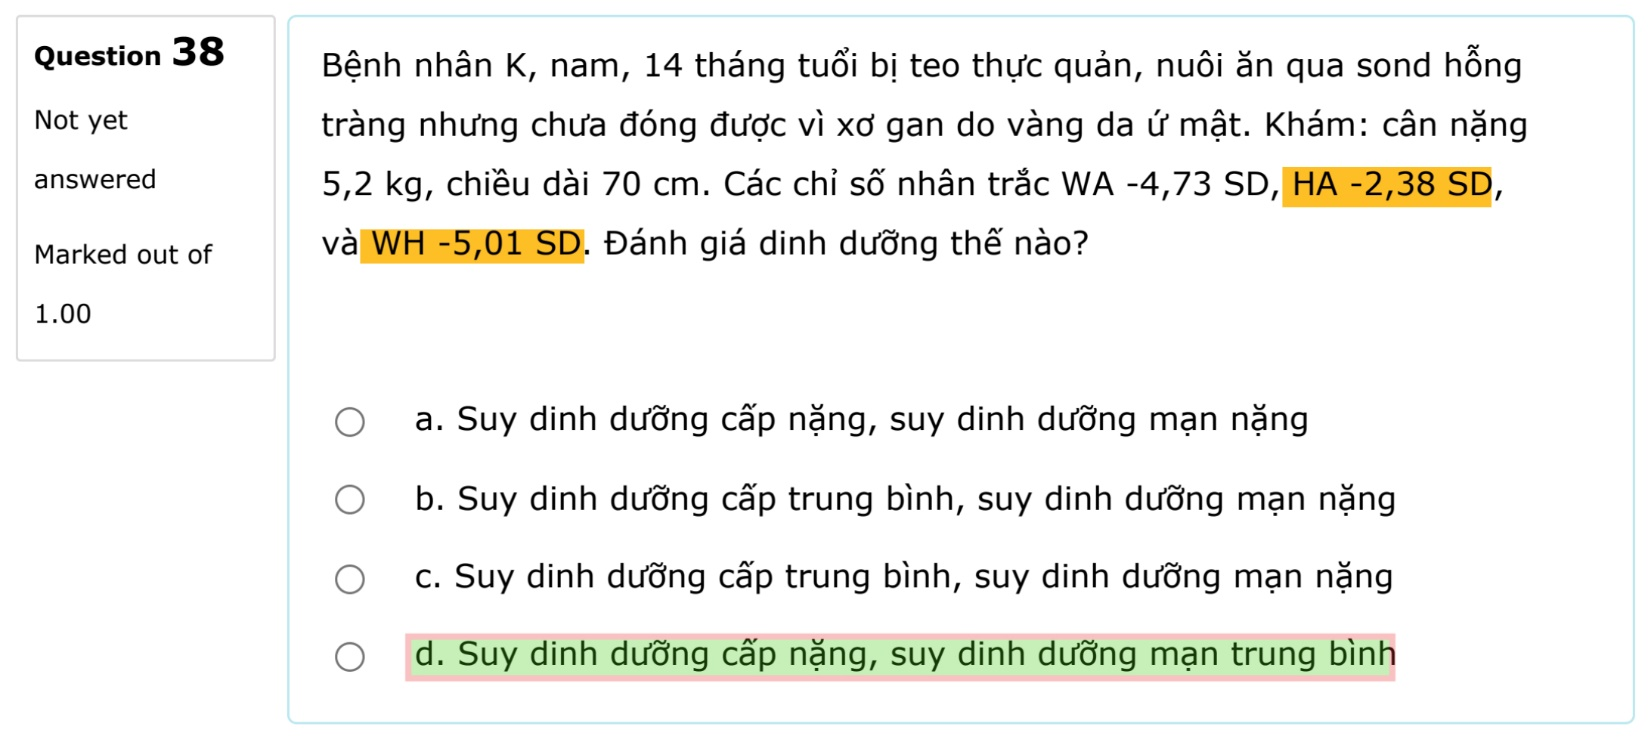 Question 38
Not yet
answered
Marked out of
1.00
Bệnh nhân K, nam, 14 tháng tuổi bị teo thực quản, nuôi ăn qua sond hỗng
tràng nhưng chưa đóng được vì xơ gan do vàng da ứ mật. Khám: cân nặng
5,2 kg, chiều dài 70 cm. Các chỉ số nhân trắc WA -4,73 SD, HA -2,38 SD,
và WH -5,01 SD. Đánh giá dinh dưỡng thế nào?
a. Suy dinh dưỡng cấp nặng, suy dinh dưỡng mạn nặng
b. Suy dinh dưỡng cấp trung bình, suy dinh dưỡng mạn nặng
c. Suy dinh dưỡng cấp trung bình, suy dinh dưỡng mạn nặng
d. Suy dinh dưỡng cấp nặng, suy dinh dưỡng mạn trung bình